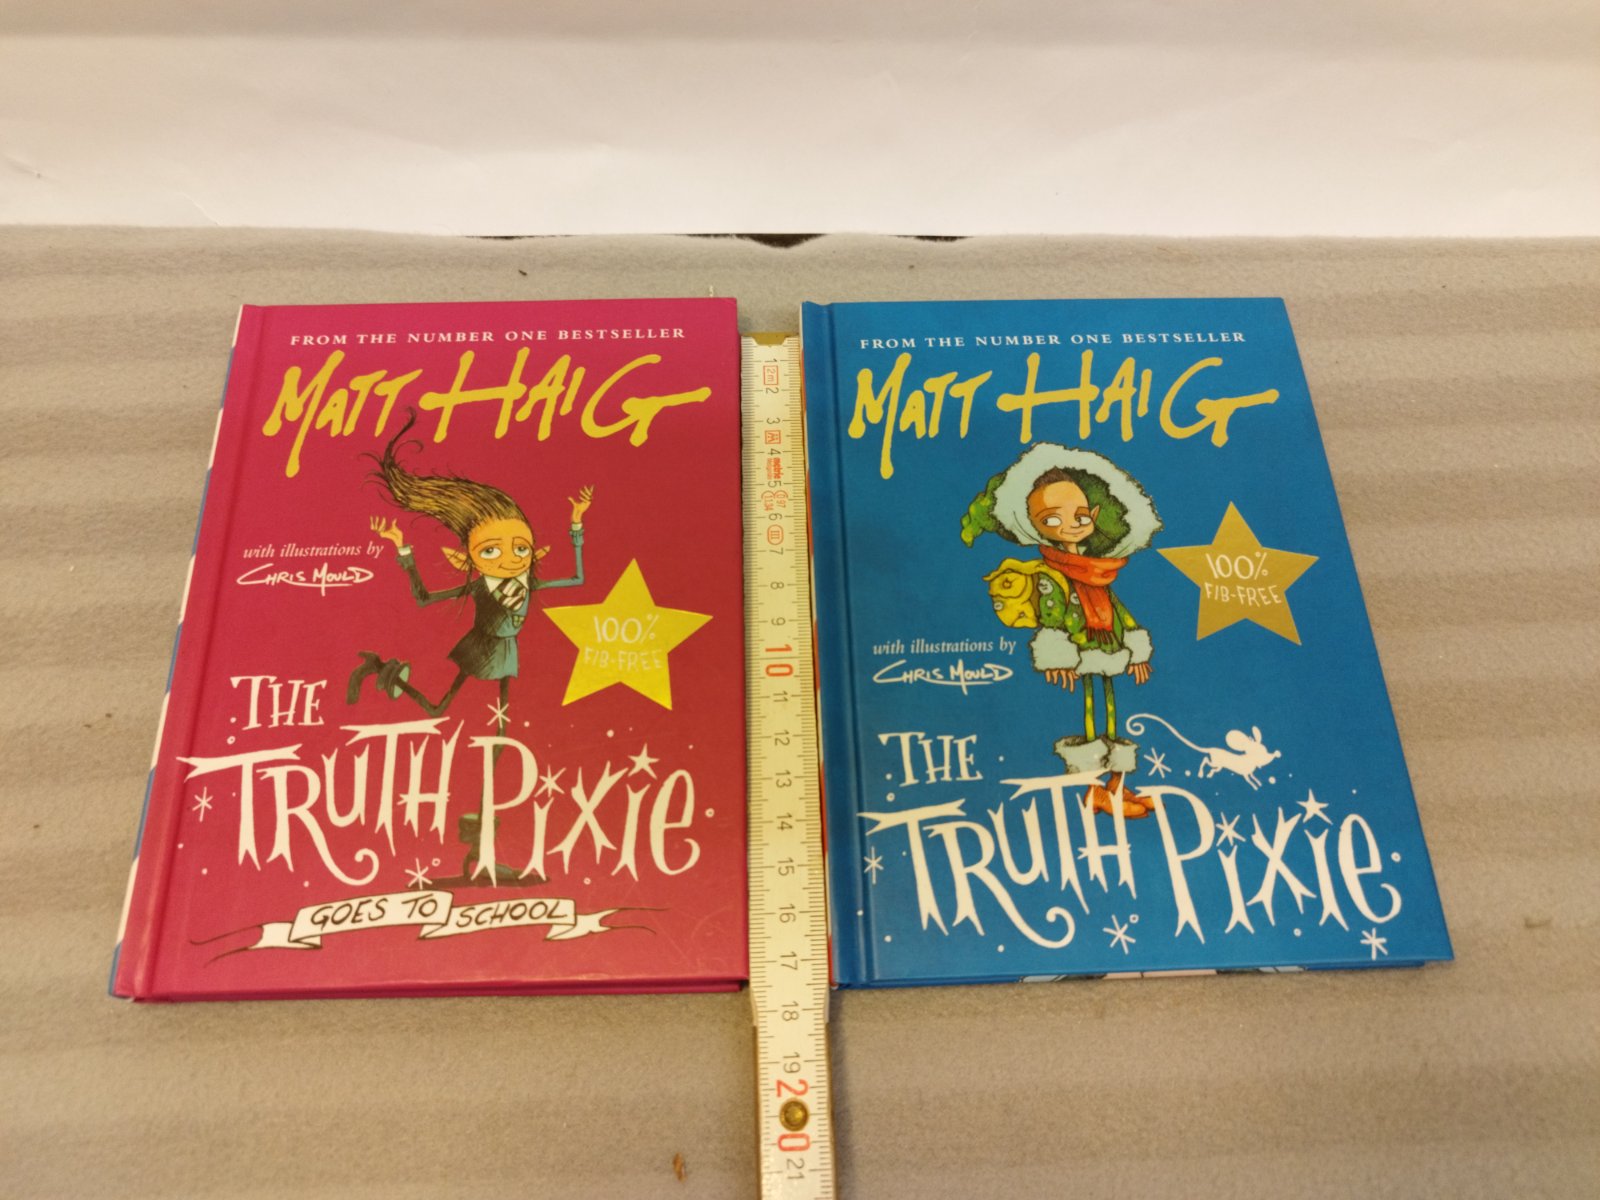 FROM THE NUMBER ONE BESTSELLER
MATT HAIG
with illustrations by
CHRIS MOULD
100%
FIB-FREE
THE
TRUTH PIXIE
GOES TO SCHOOL
1
2m
2
3
4
5
6
III
7
8
9
10
11
12
13
14
15
16
17
18
19
20
21
FROM THE NUMBER ONE BESTSELLER
MATT HAIG
100%
FIB-FREE
with illustrations by
CHRIS MOULD
THE
TRUTH PIXIE